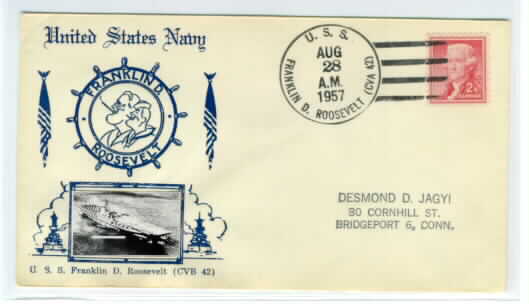 United States Navy
FRANKLIN D.
ROOSEVELT
U. S. S. Franklin D. Roosevelt (CVB 42)
U. S. S.
FRANKLIN D. ROOSEVELT (CVA 42)
AUG
28
A.M.
1957
2¢
DESMOND D. JAGYI
80 CORNHILL ST.
BRIDGEPORT 6, CONN.